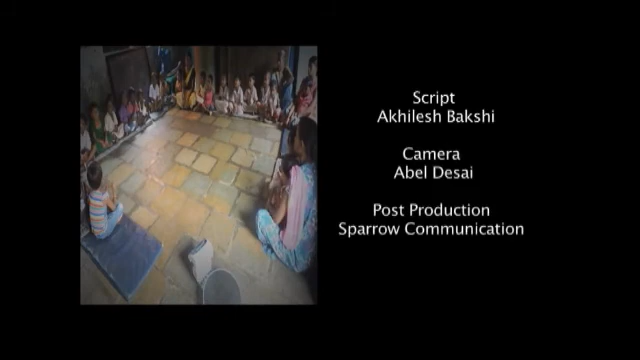 Script
Akhilesh Bakshi
Camera
Abel Desai
Post Production
Sparrow Communication